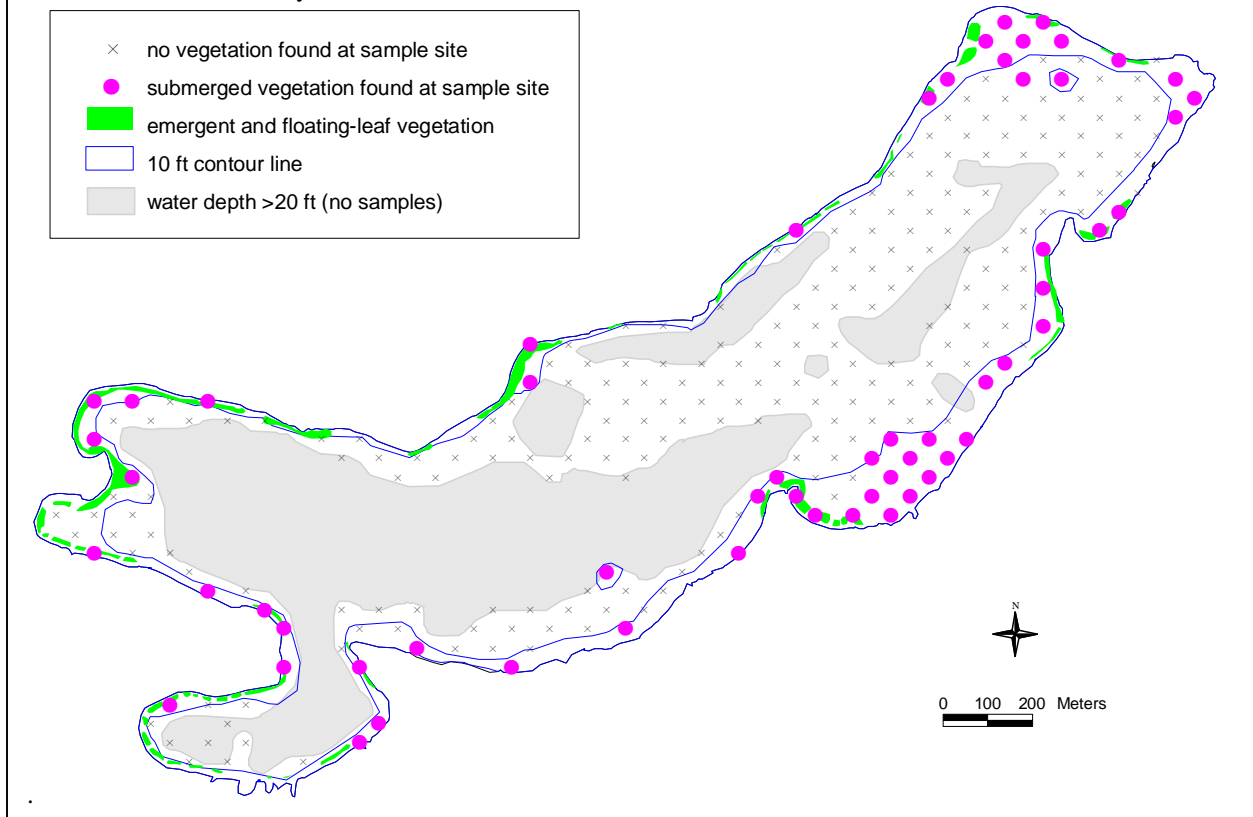 no vegetation found at sample site
submerged vegetation found at sample site
emergent and floating-leaf vegetation
10 ft contour line
water depth >20 ft (no samples)
N
0 100 200 Meters
.